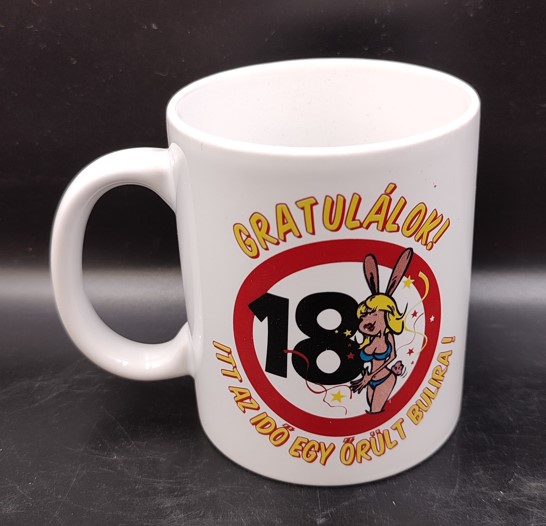 GRATULÁLOK!
18
ITT AZ IDŐ EGY ŐRÜLT BULIRA!